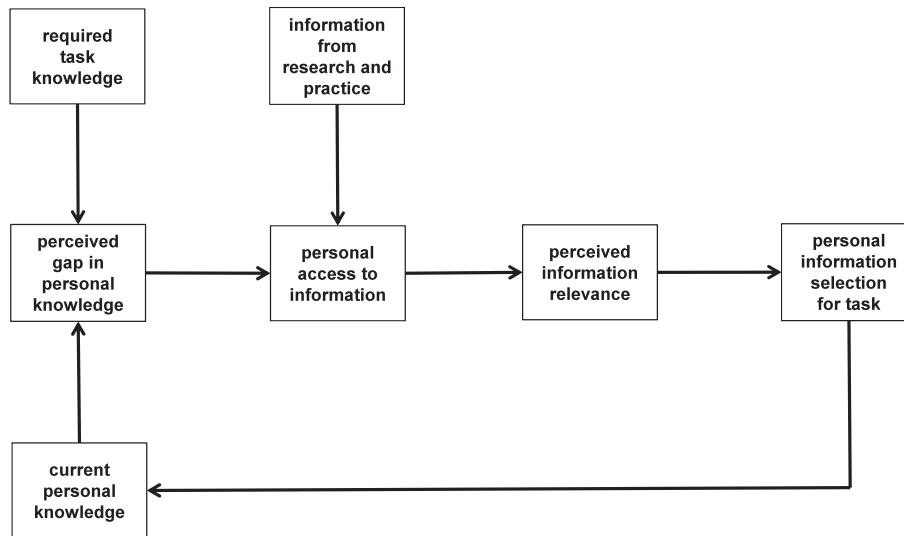 required
task
knowledge
information
from
research and
practice
perceived
gap in
personal
knowledge
personal
access to
information
perceived
information
relevance
personal
information
selection
for task
current
personal
knowledge